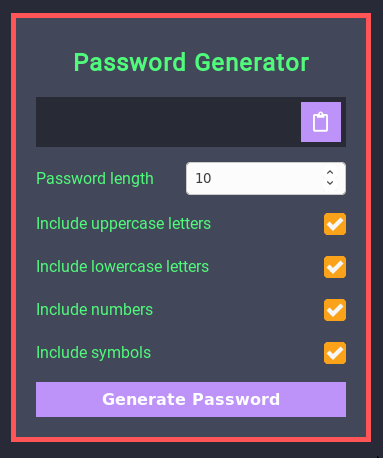 Password Generator
Password length 10
Include uppercase letters
Include lowercase letters
Include numbers
Include symbols
Generate Password